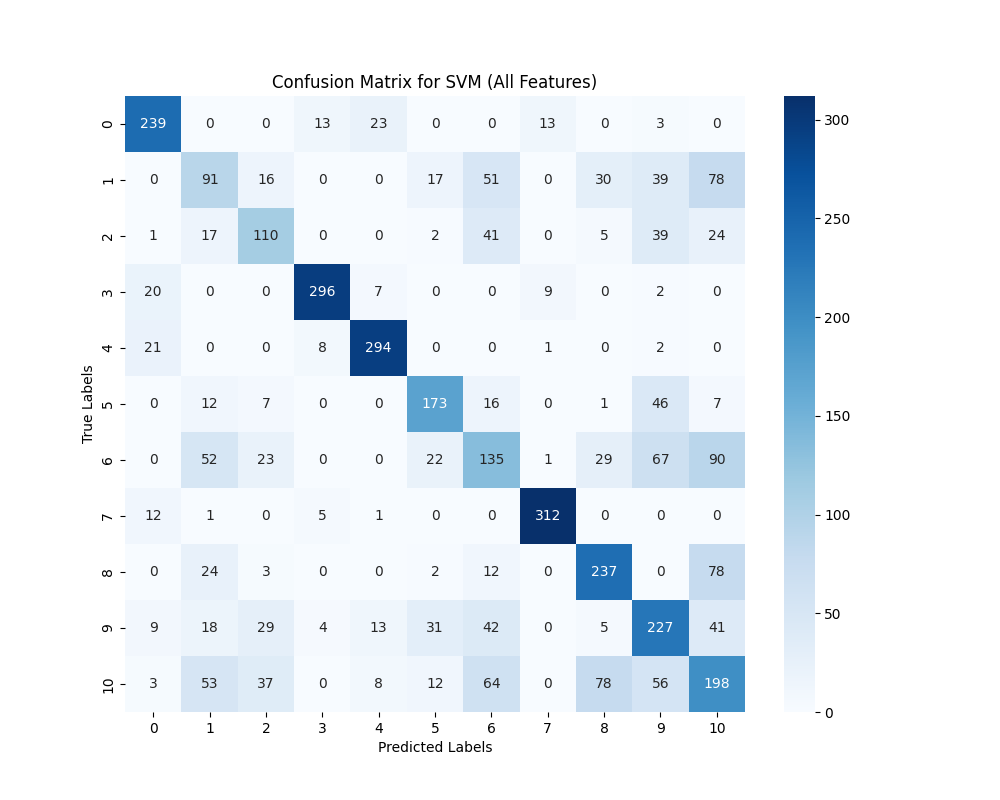 Confusion Matrix for SVM (All Features)
0 239 0 0 13 23 0 0 13 0 3 0
1 0 91 16 0 0 17 51 0 30 39 78
2 1 17 110 0 0 2 41 0 5 39 24
3 20 0 0 296 7 0 0 9 0 2 0
4 21 0 0 8 294 0 0 1 0 2 0
5 0 12 7 0 0 173 16 0 1 46 7
6 0 52 23 0 0 22 135 1 29 67 90
7 12 1 0 5 1 0 0 312 0 0 0
8 0 24 3 0 0 2 12 0 237 0 78
9 9 18 29 4 13 31 42 0 5 227 41
10 3 53 37 0 8 12 64 0 78 56 198
0 1 2 3 4 5 6 7 8 9 10
Predicted Labels
True Labels
300
250
200
150
100
50
0